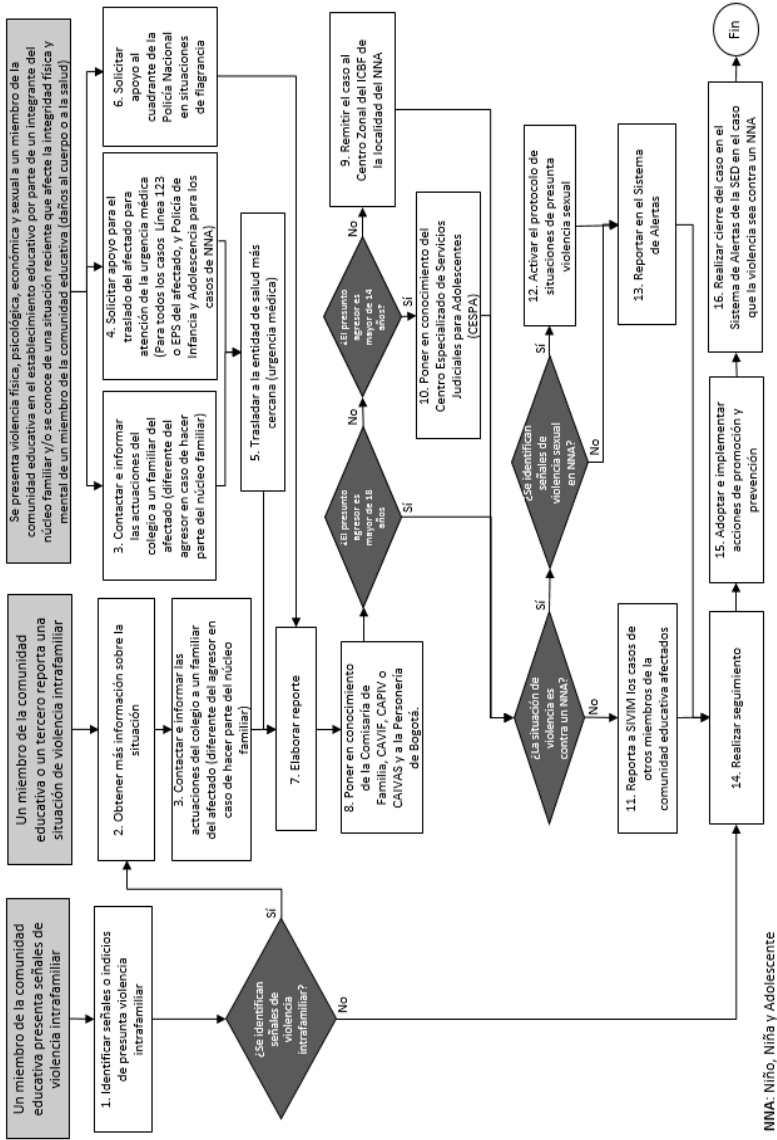 Un miembro de la comunidad
educativa presenta señales de
violencia intrafamiliar
Un miembro de la comunidad
educativa o un tercero reporta una
situación de violencia intrafamiliar
Se presenta violencia física, psicológica, económica y sexual a un miembro de la
comunidad educativa en el establecimiento educativo por parte de un integrante del
núcleo familiar y/o se conoce de una situación reciente que afecte la integridad física y
mental de un miembro de la comunidad educativa (daños al cuerpo o a la salud)
1. Identificar señales o indicios
de presunta violencia
intrafamiliar
2. Obtener más información sobre la
situación
3. Contactar e informar
las actuaciones del
colegio a un familiar del
afectado (diferente del
agresor en caso de hacer
parte del núcleo familiar)
4. Solicitar apoyo para el
traslado del afectado para
atención de la urgencia médica
(Para todos los casos Línea 123
o EPS del afectado, y Policía de
Infancia y Adolescencia para los
casos de NNA)
6. Solicitar
apoyo al
cuadrante de la
Policía Nacional
en situaciones
de flagrancia
3. Contactar e informar las
actuaciones del colegio a un familiar
del afectado (diferente del agresor en
caso de hacer parte del núcleo
familiar)
5. Trasladar a la entidad de salud más
cercana (urgencia médica)
¿Se identifican
señales de
violencia
intrafamiliar?
Sí
No
7. Elaborar reporte
8. Poner en conocimiento
de la Comisaría de
Familia, CAVIF, CAPIV o
CAIVAS y a la Personería
de Bogotá.
¿El presunto
agresor es
mayor de 18
años
No
Sí
¿El presunto
agresor es
mayor de 14
años?
No
Sí
9. Remitir el caso al
Centro Zonal del ICBF de
la localidad del NNA
10. Poner en conocimiento del
Centro Especializado de Servicios
Judiciales para Adolescentes
(CESPA)
¿La situación de
violencia es
contra un NNA?
Sí
No
¿Se identifican
señales de
violencia sexual
en NNA?
Sí
No
12. Activar el protocolo de
situaciones de presunta
violencia sexual
11. Reporta a SIVIM los casos de
otros miembros de la
comunidad educativa afectados
13. Reportar en el Sistema
de Alertas
14. Realizar seguimiento
15. Adoptar e implementar
acciones de promoción y
prevención
16. Realizar cierre del caso en el
Sistema de Alertas de la SED en el caso
que la violencia sea contra un NNA
Fin
NNA: Niño, Niña y Adolescente